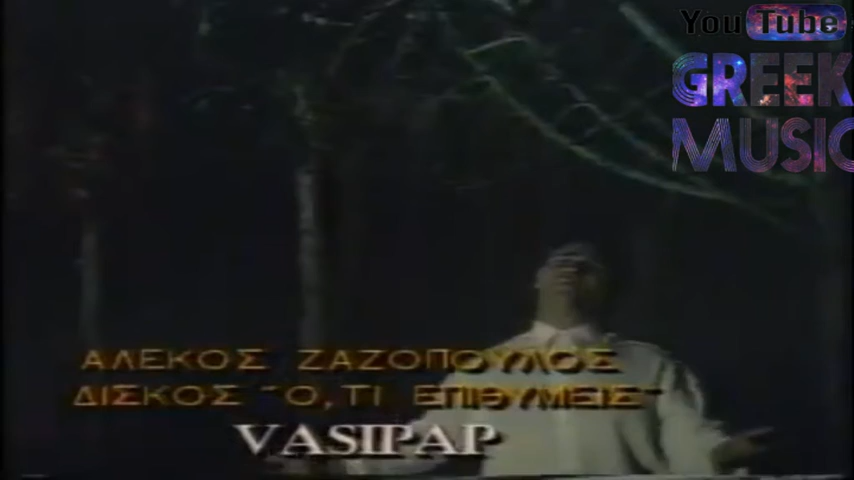 YouTube
GREEK
MUSIC
ΑΛΕΚΟΣ ΖΑΖΟΠΟΥΛΟΣ
ΔΙΣΚΟΣ "Ο,ΤΙ ΕΠΙΘΥΜΕΙΣ"
VASIPAP